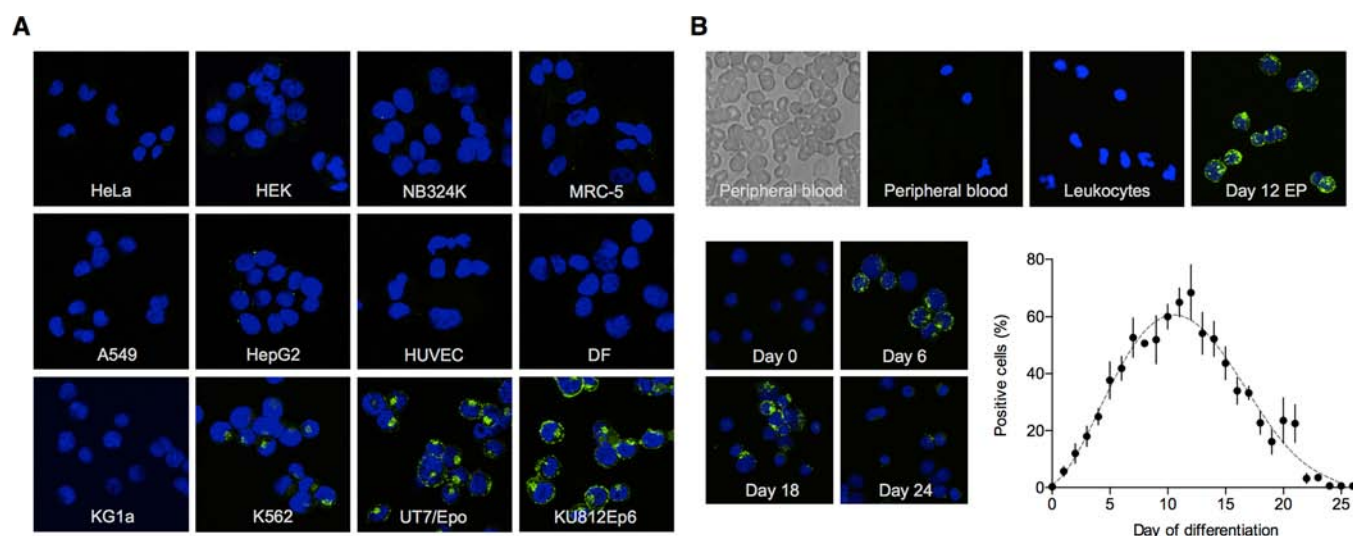 A
HeLa
HEK
NB324K
MRC-5
A549
HepG2
HUVEC
DF
KG1a
K562
UT7/Epo
KU812Ep6
B
Peripheral blood
Peripheral blood
Leukocytes
Day 12 EP
Day 0
Day 6
Day 18
Day 24
Positive cells (%)
80
60
40
20
0
0
5
10
15
20
25
Day of differentiation